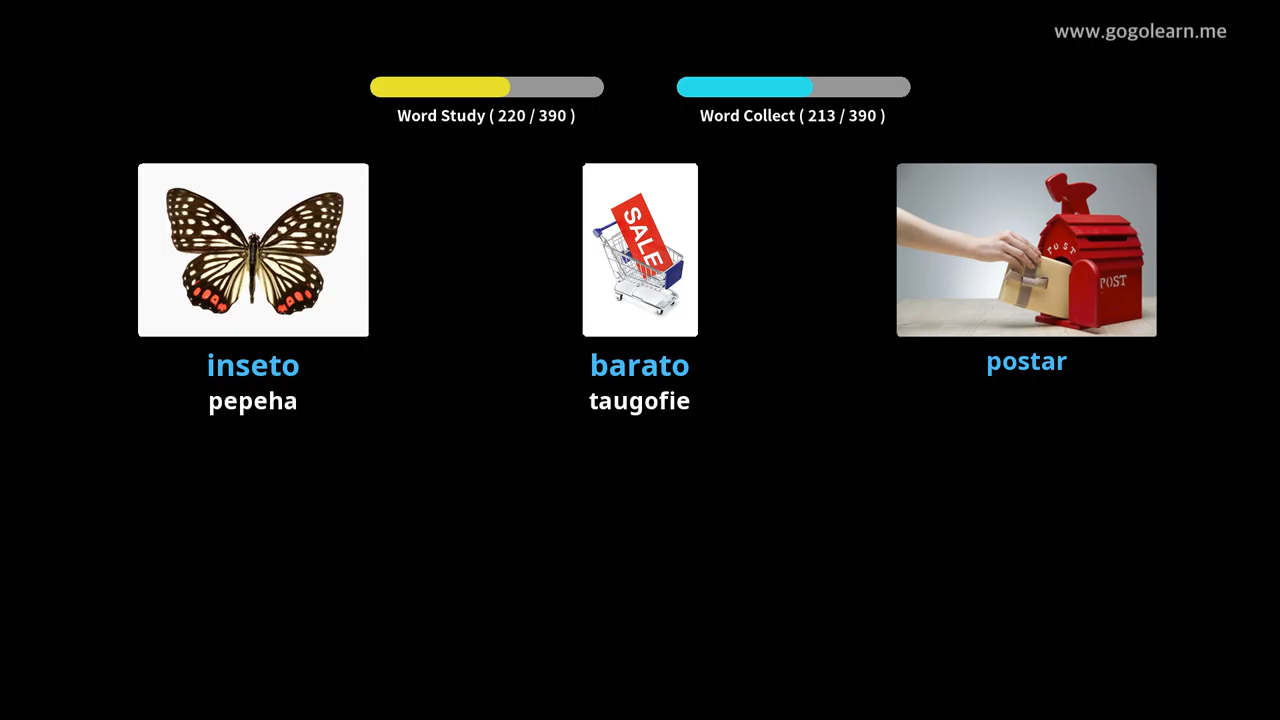 www.gogolearn.me
Word Study ( 220 / 390 )
Word Collect ( 213 / 390 )
SALE
POST
POST
inseto
barato
postar
pepeha
taugofie